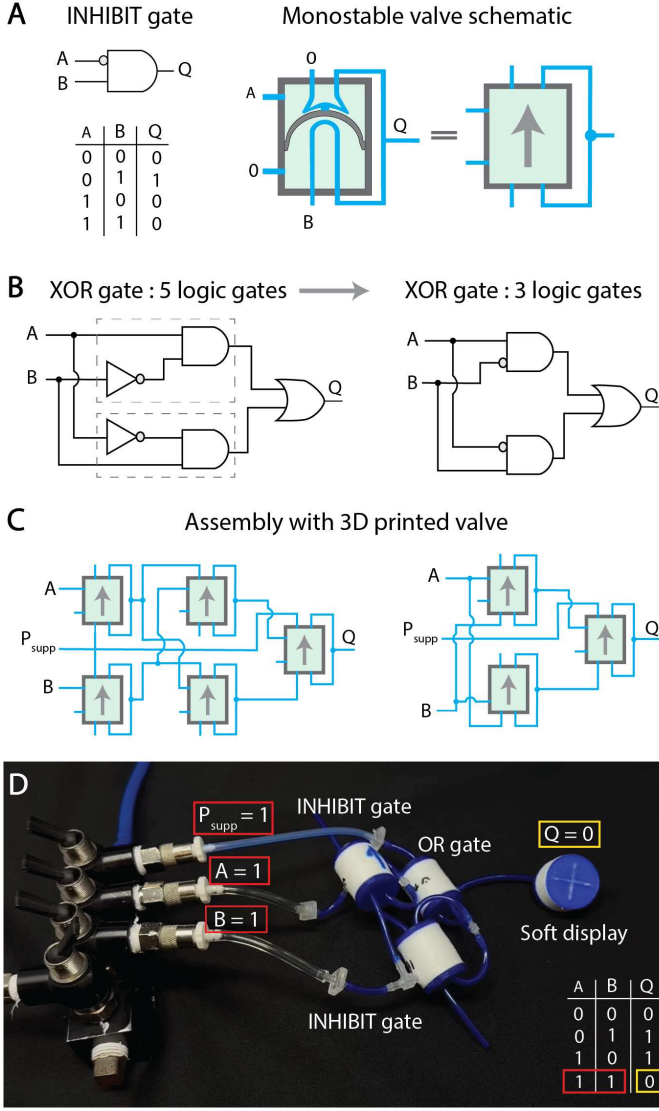 A
INHIBIT gate
Monostable valve schematic
A
B
Q
A B Q
0 0 0
0 1 1
1 0 0
1 1 0
0
A
Q
0
B
=
B
XOR gate : 5 logic gates
XOR gate : 3 logic gates
A
B
Q
A
B
Q
C
Assembly with 3D printed valve
A
Psupp
B
Q
A
Psupp
B
Q
D
Psupp = 1
INHIBIT gate
OR gate
Q = 0
A = 1
B = 1
Soft display
INHIBIT gate
A B Q
0 0 0
0 1 1
1 0 1
1 1 0